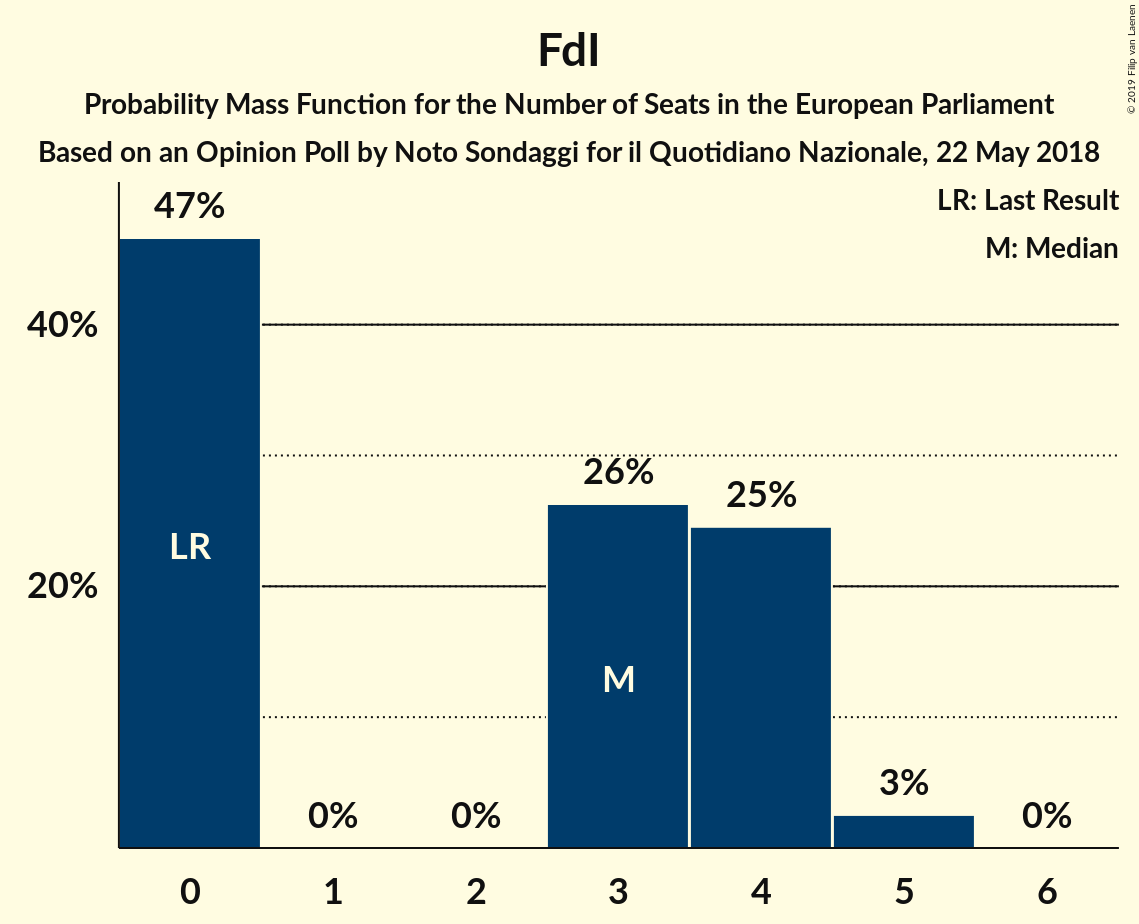 FdI
Probability Mass Function for the Number of Seats in the European Parliament
Based on an Opinion Poll by Noto Sondaggi for il Quotidiano Nazionale, 22 May 2018
© 2019 Filip van Laenen
LR: Last Result
M: Median
47%
40%
26%
25%
LR
20%
M
3%
0%
0%
0%
0
1
2
3
4
5
6